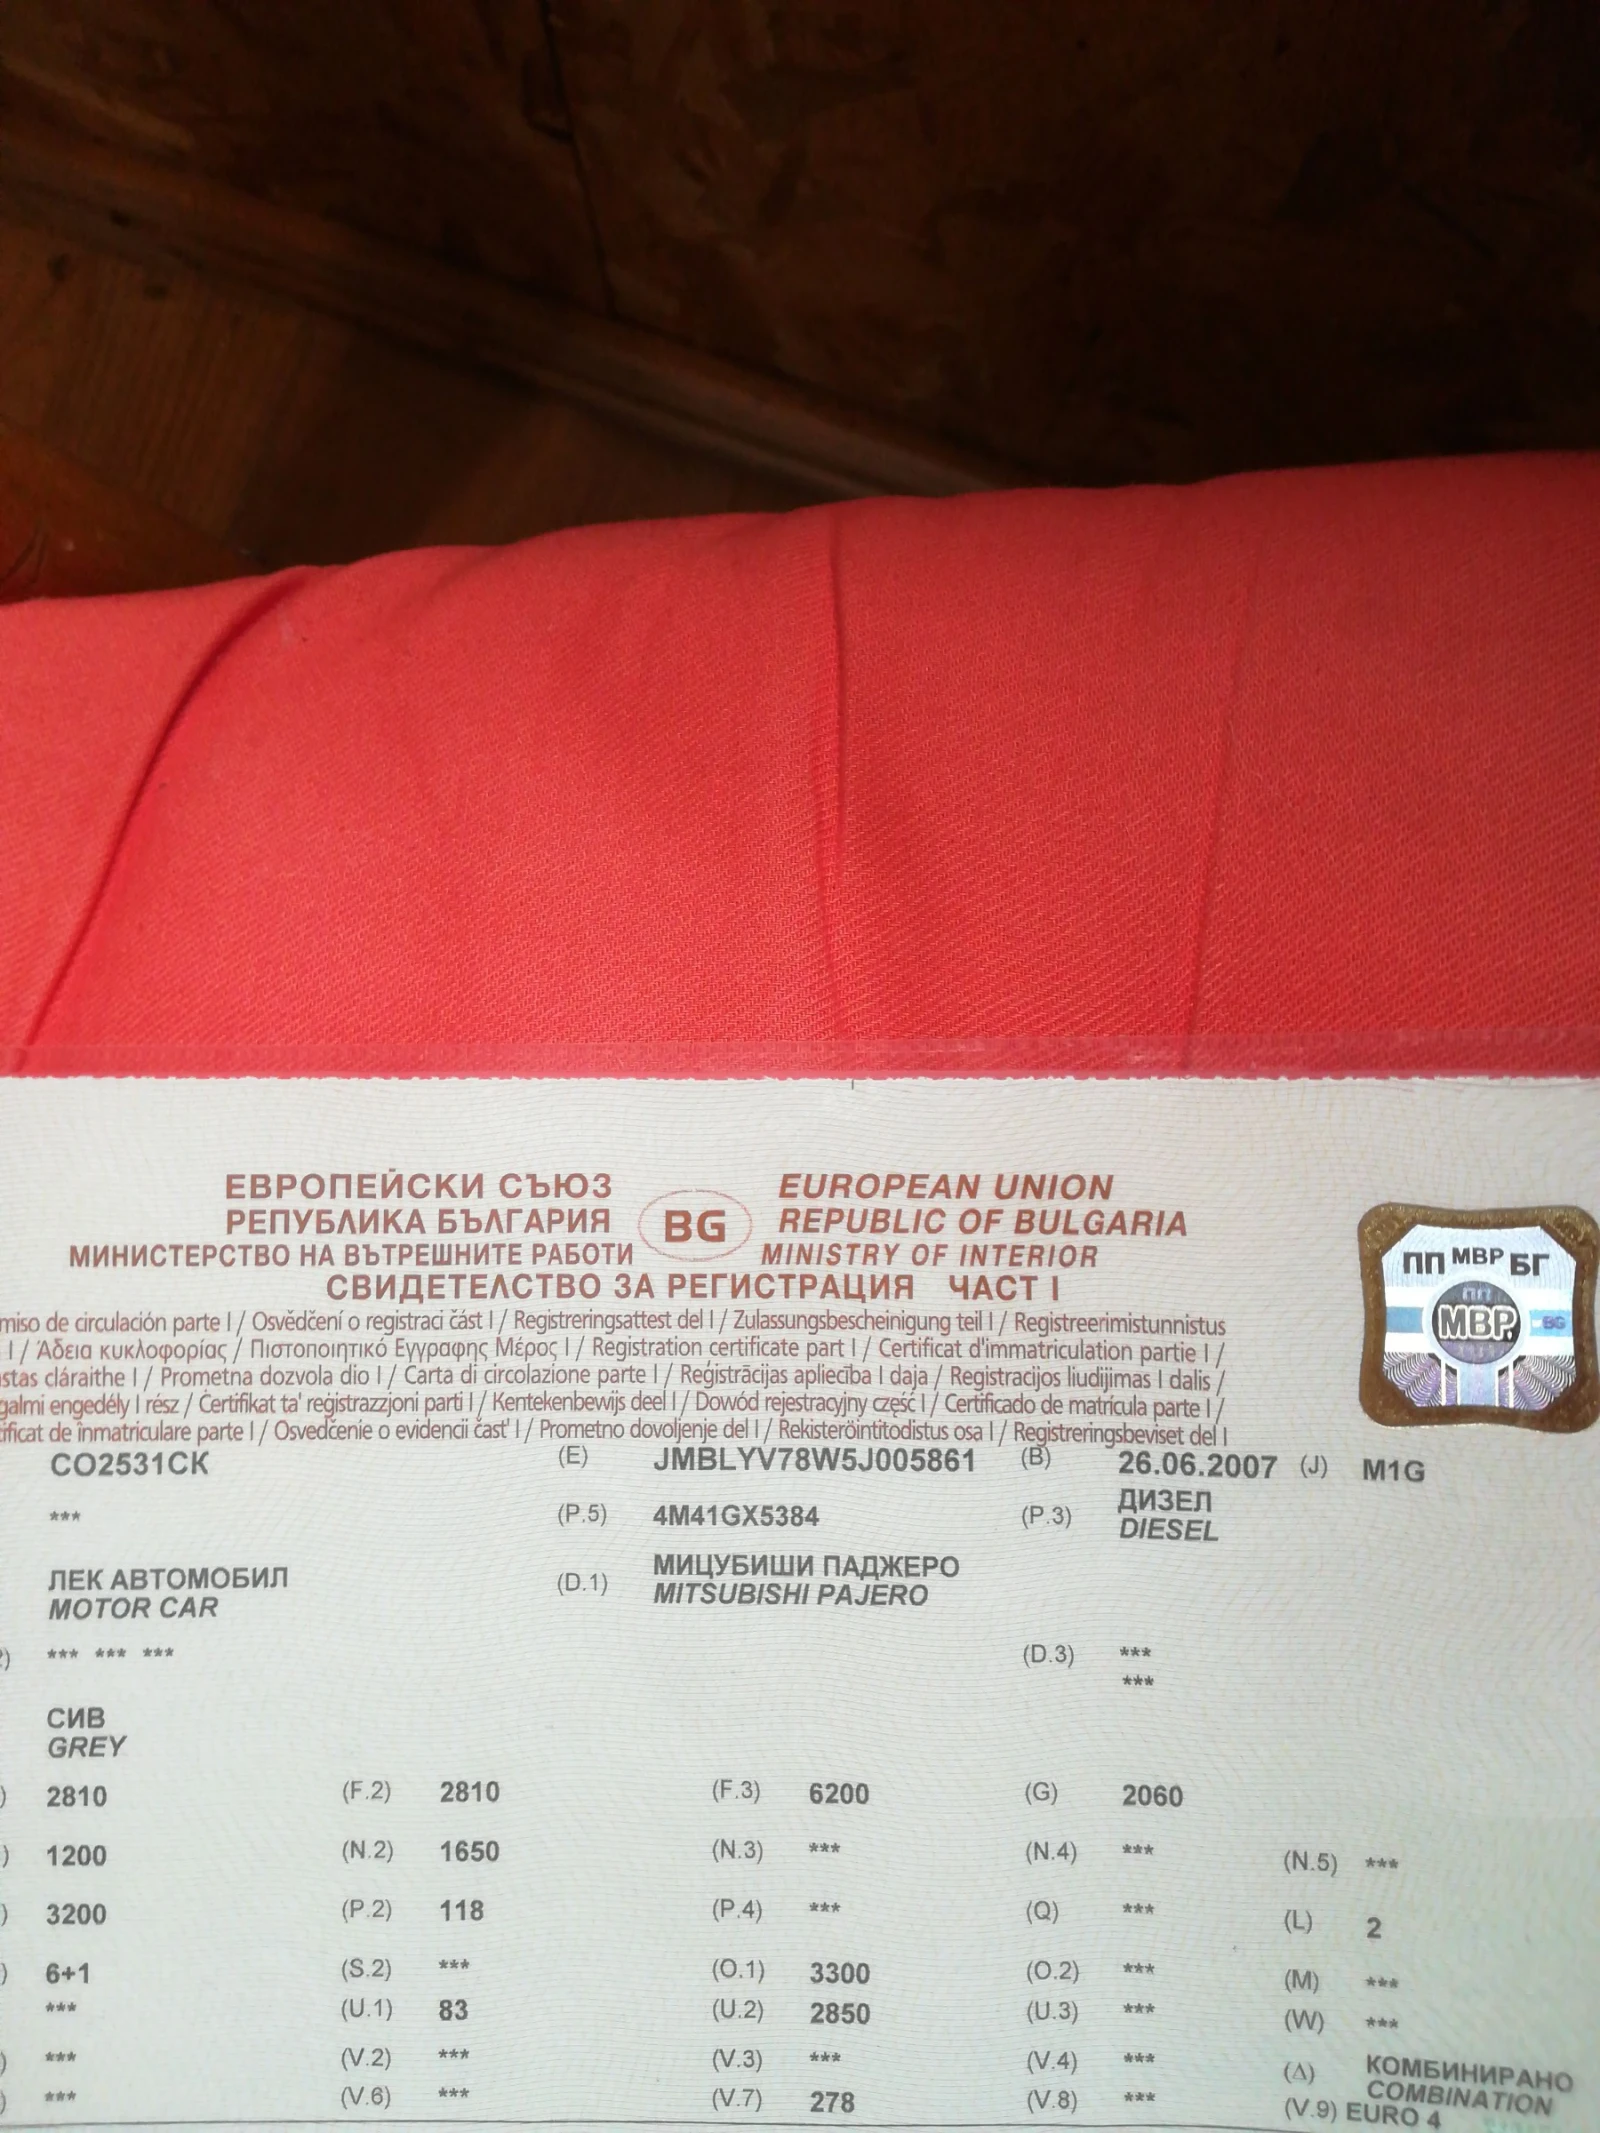 ЕВРОПЕЙСКИ СЪЮЗ EUROPEAN UNION
РЕПУБЛИКА БЪЛГАРИЯ BG REPUBLIC OF BULGARIA
МИНИСТЕРСТВО НА ВЪТРЕШНИТЕ РАБОТИ MINISTRY OF INTERIOR
СВИДЕТЕЛСТВО ЗА РЕГИСТРАЦИЯ ЧАСТ I
ПП МВР БГ
ПП
МВР BG
miso de circulación parte I / Osvědčení o registraci část I / Registreringsattest del I / Zulassungsbescheinigung teil I / Registreerimistunnistus
I / Άδεια κυκλοφορίας / Πιστοποιητικό Εγγραφης Μέρος I / Registration certificate part I / Certificat d'immatriculation partie I /
stas cláraithe I / Prometna dozvola dio I / Carta di circolazione parte I / Reģistrācijas apliecība I daja / Registracijos liudijimas I dalis /
galmi engedély I rész / Ċertifikat ta' reġistrazzjoni parti I / Kentekenbewijs deel I / Dowód rejestracyjny część I / Certificado de matrícula parte I /
ificat de înmatriculare parte I / Osvedčenie o evidencii časť I / Prometno dovoljenje del I / Rekisteröintitodistus osa I / Registreringsbeviset del I
СО2531СК (E) JMBLYV78W5J005861 (B) 26.06.2007 (J) M1G
*** (P.5) 4M41GX5384 (P.3) ДИЗЕЛ
DIESEL
ЛЕК АВТОМОБИЛ (D.1) МИЦУБИШИ ПАДЖЕРО
MOTOR CAR MITSUBISHI PAJERO
) *** *** *** (D.3) ***
***
СИВ
GREY
) 2810 (F.2) 2810 (F.3) 6200 (G) 2060
) 1200 (N.2) 1650 (N.3) *** (N.4) *** (N.5) ***
) 3200 (P.2) 118 (P.4) *** (Q) *** (L) 2
) 6+1 (S.2) *** (O.1) 3300 (O.2) *** (M) ***
*** (U.1) 83 (U.2) 2850 (U.3) *** (W) ***
) *** (V.2) *** (V.3) *** (V.4) *** (Δ) КОМБИНИРАНО
COMBINATION
) *** (V.6) *** (V.7) 278 (V.8) *** (V.9) EURO 4